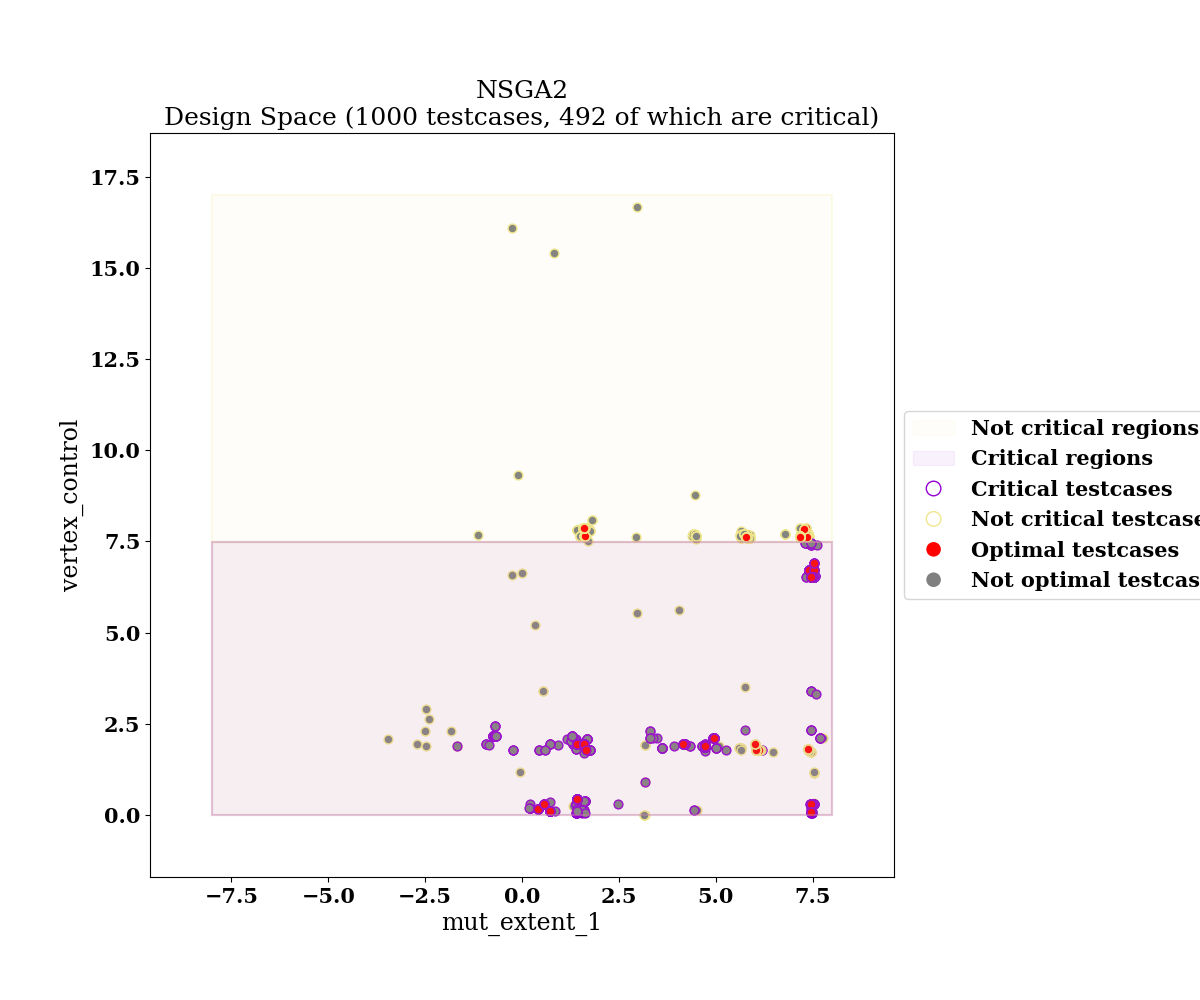 NSGA2
Design Space (1000 testcases, 492 of which are critical)
17.5
15.0
12.5
10.0
7.5
5.0
2.5
0.0
vertex_control
−7.5
−5.0
−2.5
0.0
2.5
5.0
7.5
mut_extent_1
Not critical regions
Critical regions
Critical testcases
Not critical testcase
Optimal testcases
Not optimal testcas